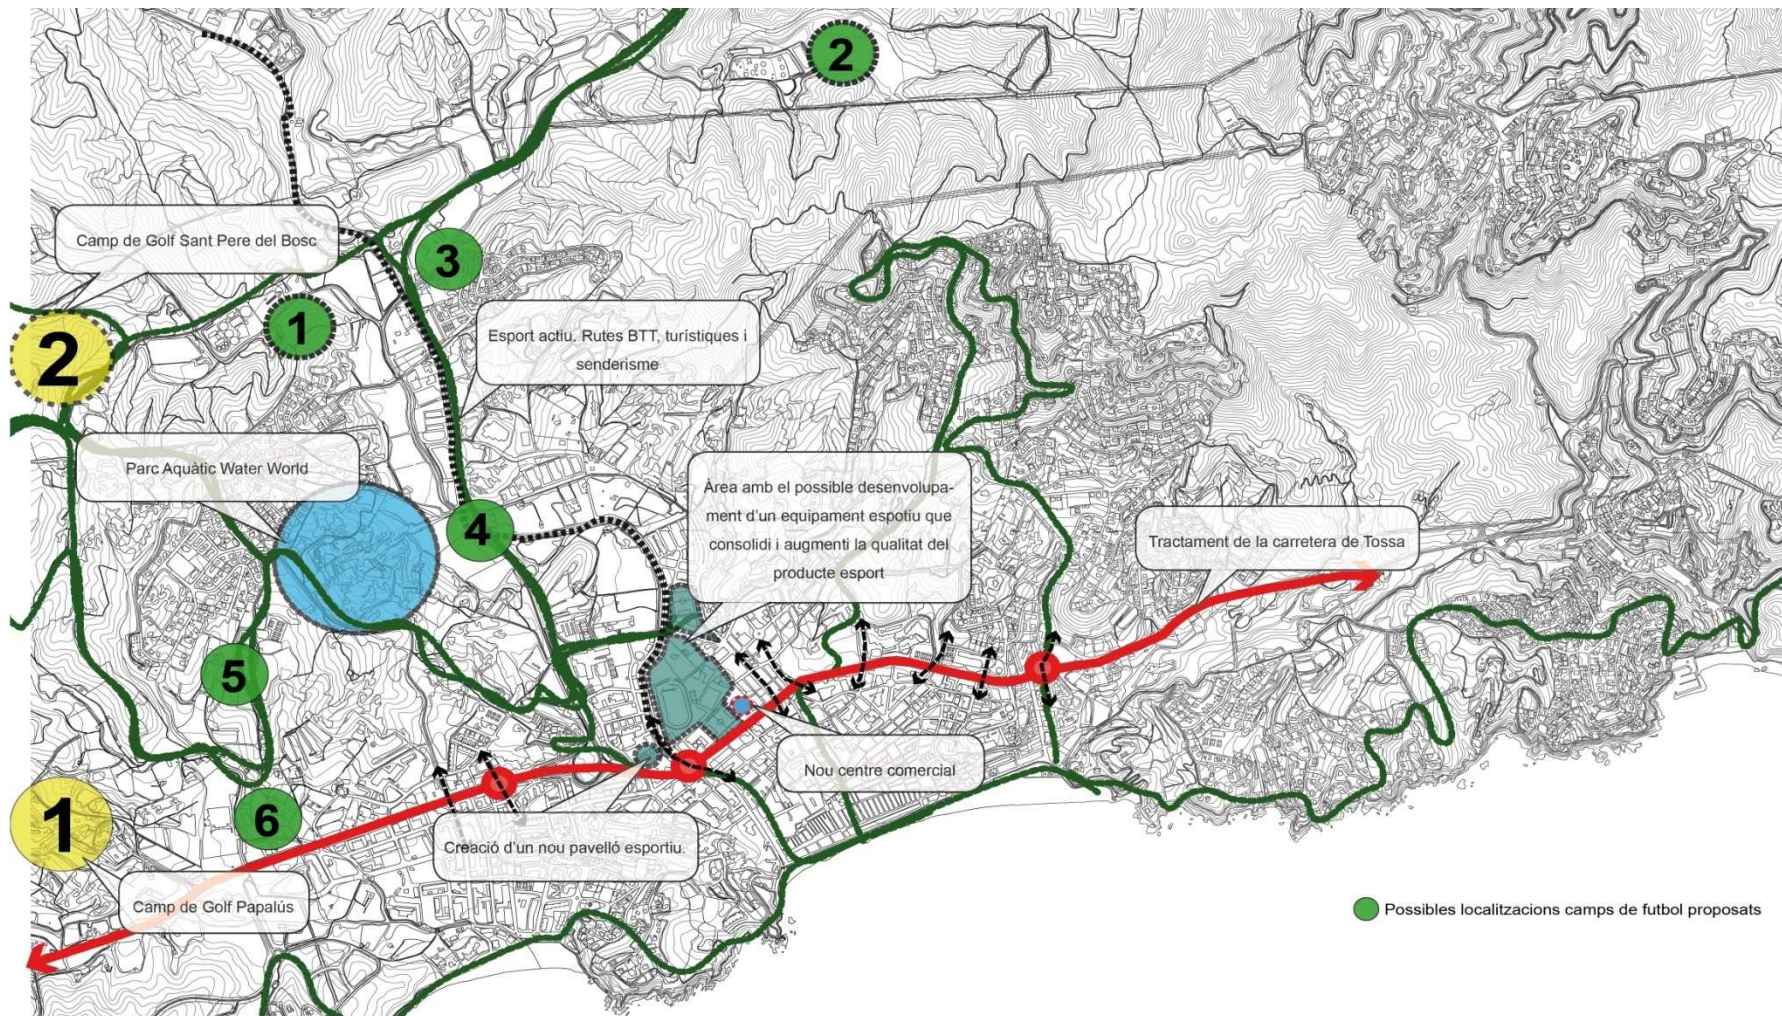 2
Camp de Golf Sant Pere del Bosc
3
1
2
Esport actiu. Rutes BTT, turístiques i
senderisme
Parc Aquàtic Water World
4
Àrea amb el possible desenvolupa-
ment d'un equipament espotiu que
consolidi i augmenti la qualitat del
producte esport
Tractament de la carretera de Tossa
5
Nou centre comercial
1
6
Creació d'un nou pavelló esportiu.
Camp de Golf Papalús
Possibles localitzacions camps de futbol proposats